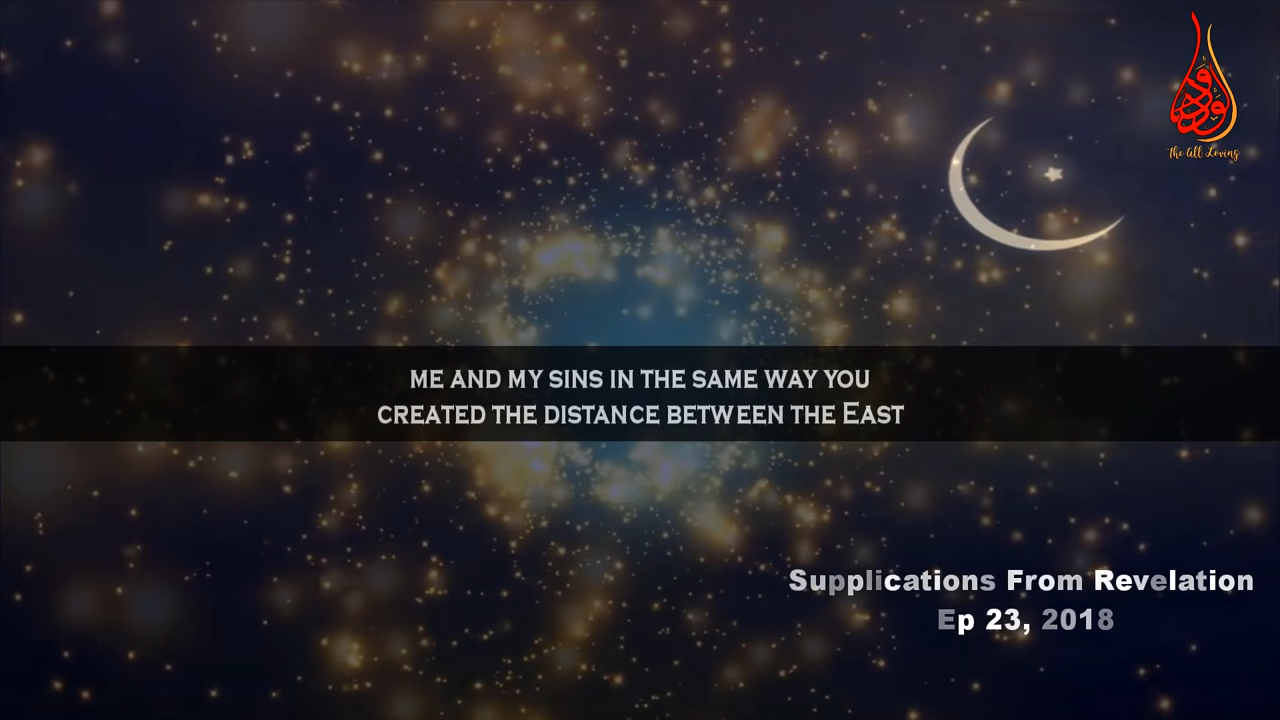 الودود
The All Loving
ME AND MY SINS IN THE SAME WAY YOU
CREATED THE DISTANCE BETWEEN THE EAST
Supplications From Revelation
Ep 23, 2018